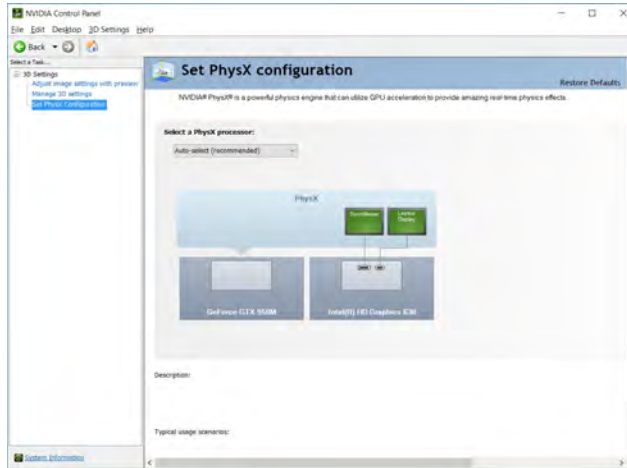 NVIDIA Control Panel
File Edit Desktop 3D Settings Help
Back
Select a Task...
3D Settings
Adjust image settings with preview
Manage 3D settings
Set PhysX Configuration
Set PhysX configuration
Restore Defaults
NVIDIA® PhysX® is a powerful physics engine that can utilize GPU acceleration to provide amazing real-time physics effects.
Select a PhysX processor:
Auto-select (recommended)
PhysX
Laptop
Display
GeForce GTX 950M
Intel(R) HD Graphics 630
Description:
Typical usage scenarios:
System Information